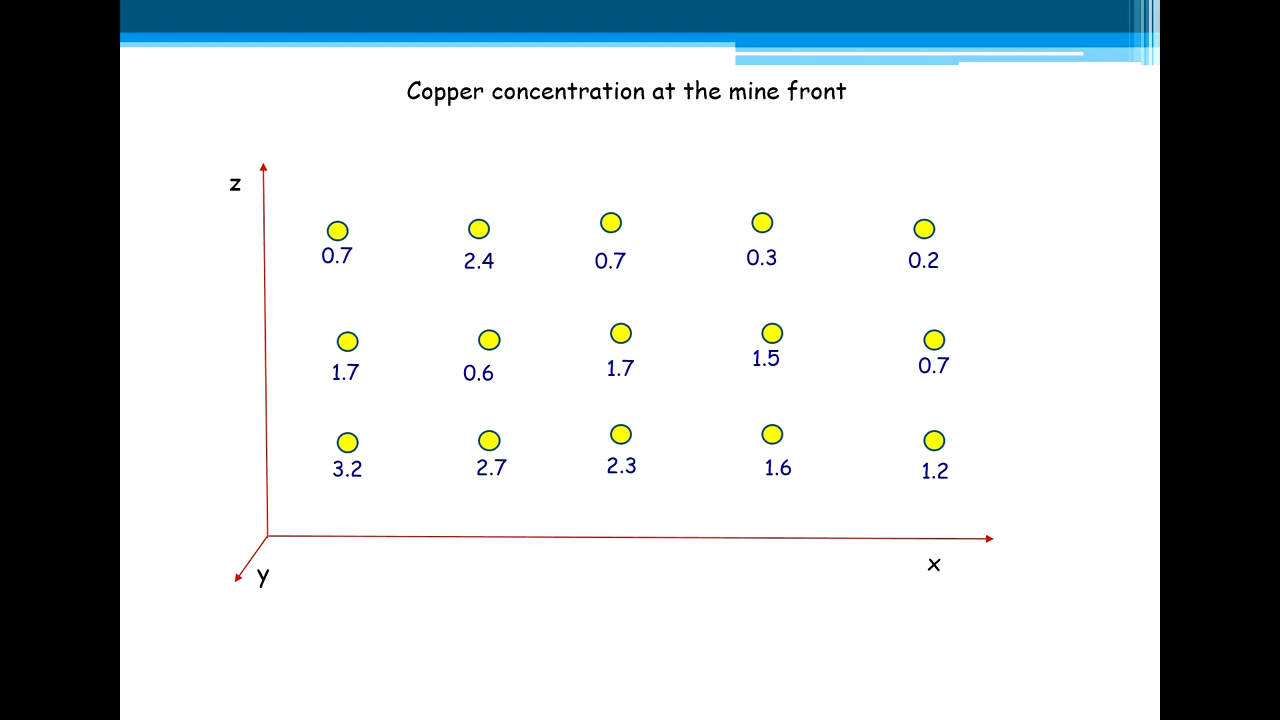 Copper concentration at the mine front
z
0.7 2.4 0.7 0.3 0.2
1.7 0.6 1.7 1.5 0.7
3.2 2.7 2.3 1.6 1.2
x
y